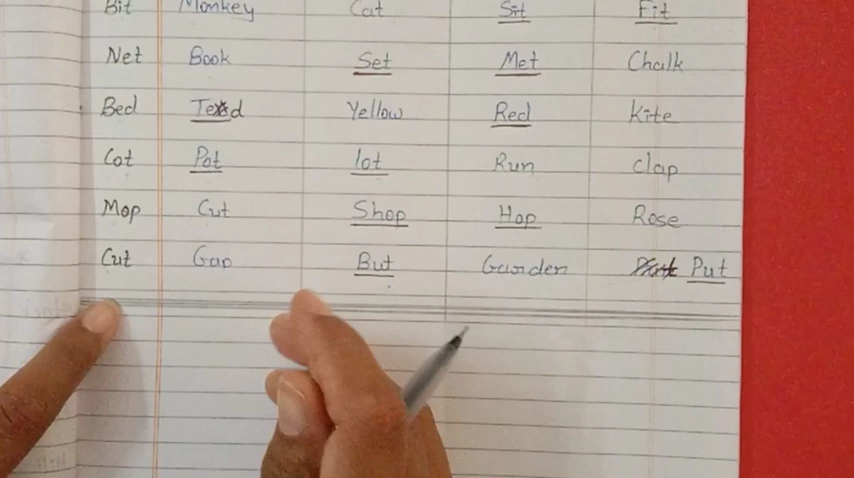 Bit Monkey Cat Sit Fit
Net Book Set Met Chalk
Bed Ted Yellow Red Kite
Cot Pot lot Run clap
Mop Cut Shop Hop Rose
Cut Gap But Garden Put